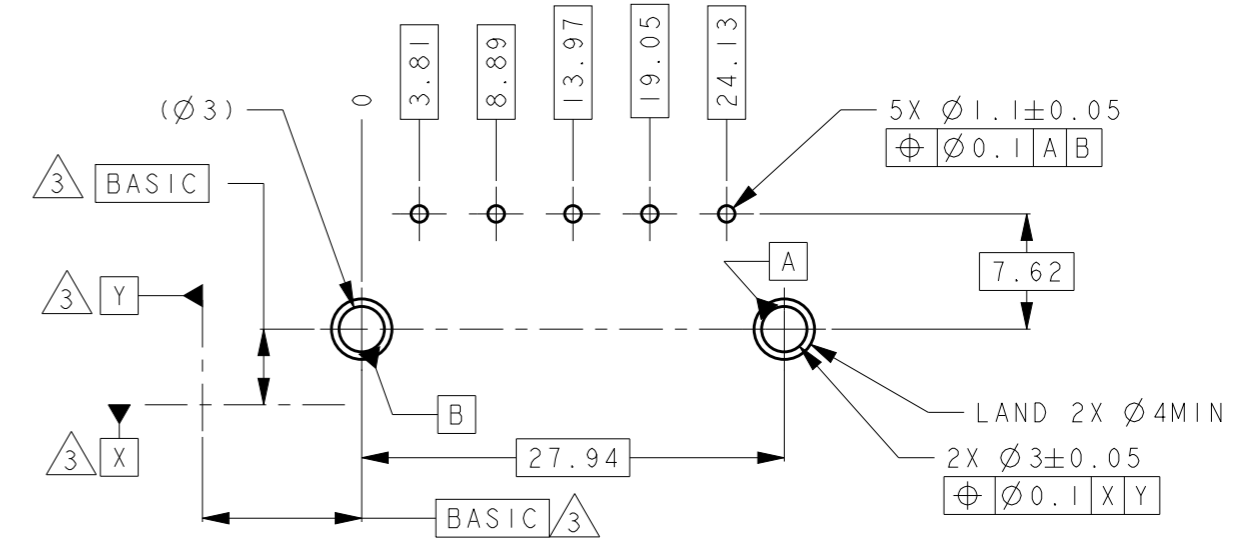 0
3.81
8.89
13.97
19.05
24.13
(Ø3)
5X Ø1.1±0.05
⌖ Ø0.1 A B
3 BASIC
A
7.62
3 Y
B
LAND 2X Ø4MIN
3 X
27.94
2X Ø3±0.05
⌖ Ø0.1 X Y
BASIC 3